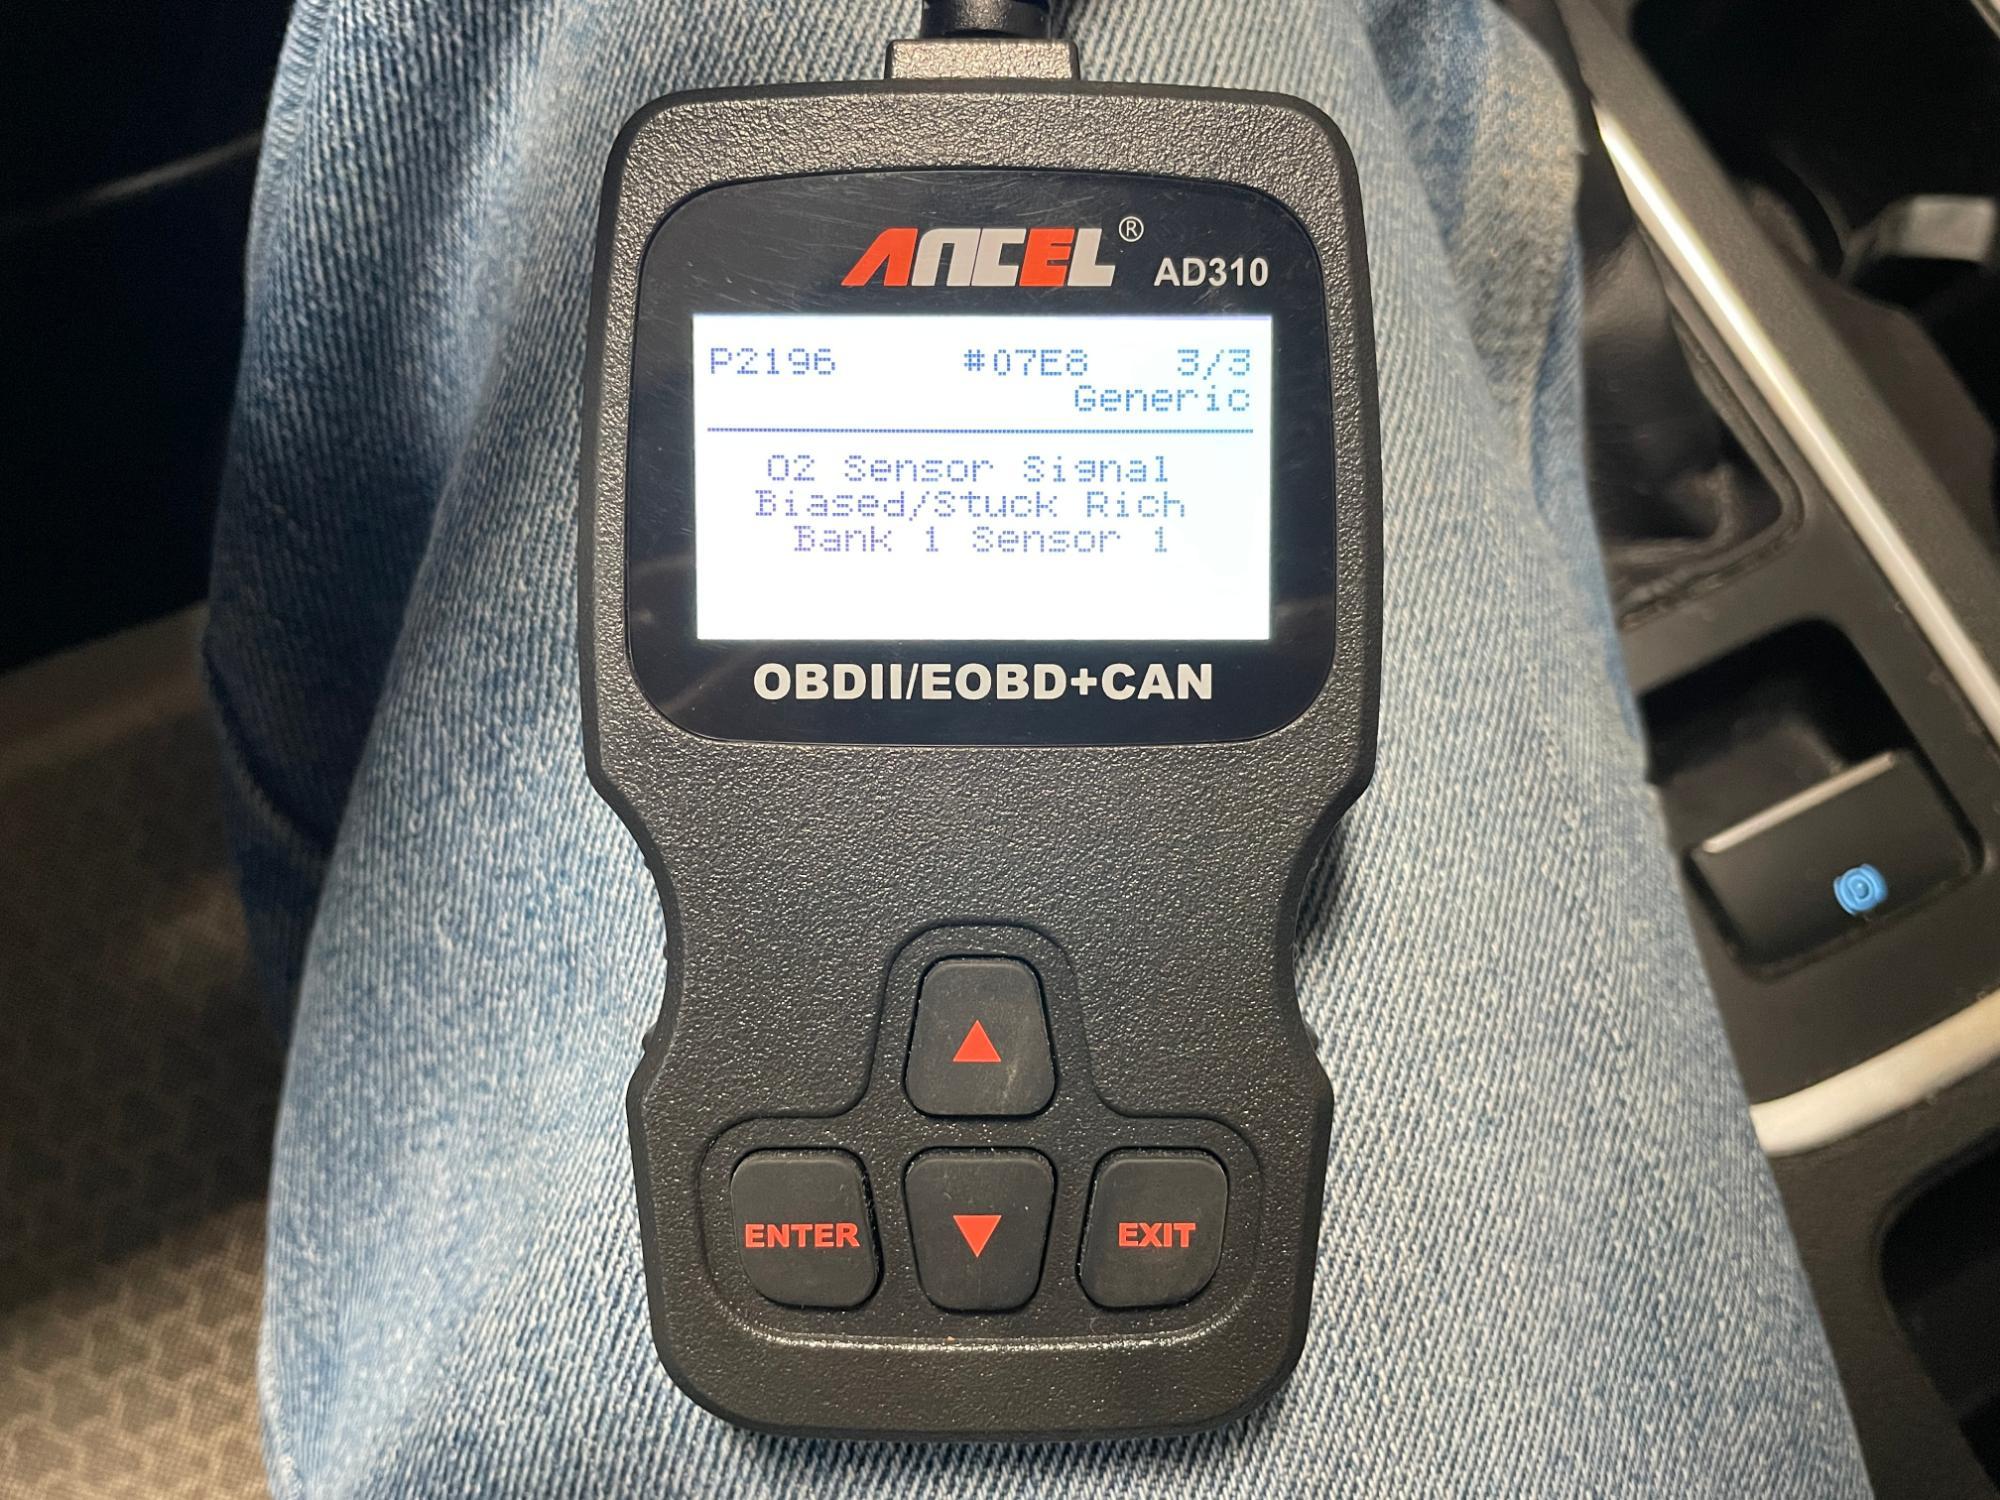 ANCEL® AD310
P2196 #07E8 3/3
Generic
O2 Sensor Signal
Biased/Stuck Rich
Bank 1 Sensor 1
OBDII/EOBD+CAN
ENTER EXIT